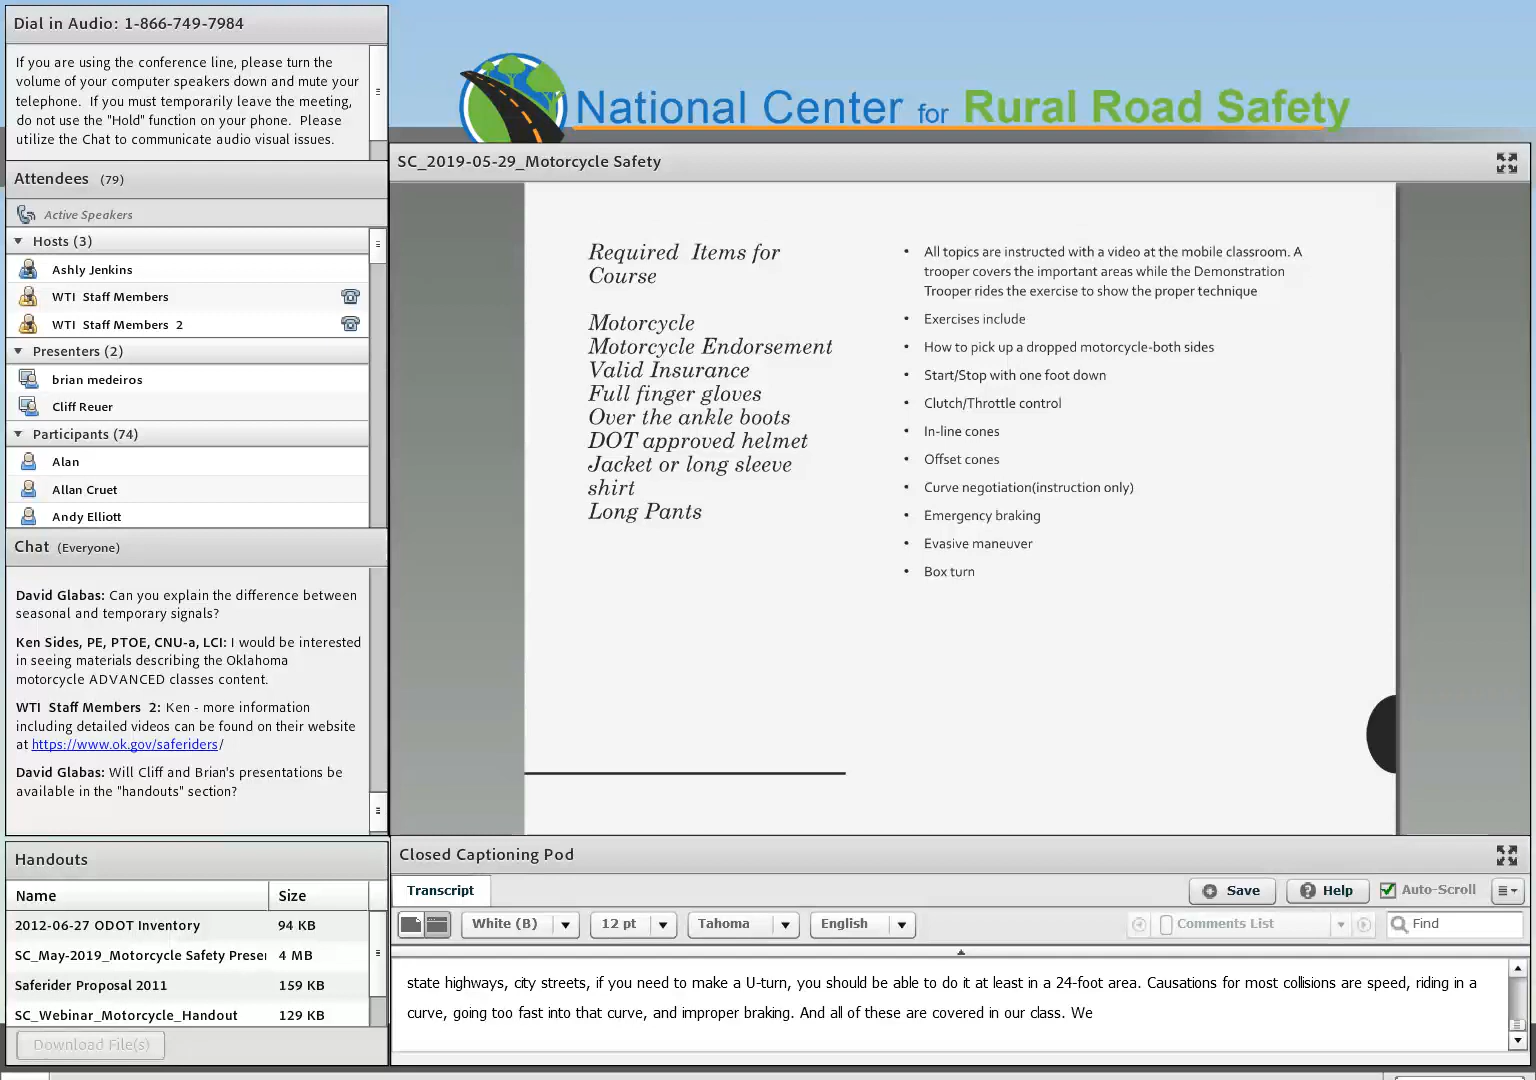 Dial in Audio: 1-866-749-7984
If you are using the conference line, please turn the
volume of your computer speakers down and mute your
telephone. If you must temporarily leave the meeting,
do not use the "Hold" function on your phone. Please
utilize the Chat to communicate audio visual issues.
Attendees (79)
Active Speakers
Hosts (3)
Ashly Jenkins
WTI Staff Members
WTI Staff Members 2
Presenters (2)
brian medeiros
Cliff Reuer
Participants (74)
Alan
Allan Cruet
Andy Elliott
Chat (Everyone)
David Glabas: Can you explain the difference between
seasonal and temporary signals?
Ken Sides, PE, PTOE, CNU-a, LCI: I would be interested
in seeing materials describing the Oklahoma
motorcycle ADVANCED classes content.
WTI Staff Members 2: Ken - more information
including detailed videos can be found on their website
at https://www.ok.gov/saferiders/
David Glabas: Will Cliff and Brian's presentations be
available in the "handouts" section?
Handouts
Name Size
2012-06-27 ODOT Inventory 94 KB
SC_May-2019_Motorcycle Safety Preser 4 MB
Saferider Proposal 2011 159 KB
SC_Webinar_Motorcycle_Handout 129 KB
Download File(s)
National Center for Rural Road Safety
SC_2019-05-29_Motorcycle Safety
Required Items for
Course
Motorcycle
Motorcycle Endorsement
Valid Insurance
Full finger gloves
Over the ankle boots
DOT approved helmet
Jacket or long sleeve
shirt
Long Pants
• All topics are instructed with a video at the mobile classroom. A
trooper covers the important areas while the Demonstration
Trooper rides the exercise to show the proper technique
• Exercises include
• How to pick up a dropped motorcycle-both sides
• Start/Stop with one foot down
• Clutch/Throttle control
• In-line cones
• Offset cones
• Curve negotiation(instruction only)
• Emergency braking
• Evasive maneuver
• Box turn
Closed Captioning Pod
Transcript
Save
Help
Auto-Scroll
White (B)
12 pt
Tahoma
English
Comments List
Find
state highways, city streets, if you need to make a U-turn, you should be able to do it at least in a 24-foot area. Causations for most collisions are speed, riding in a
curve, going too fast into that curve, and improper braking. And all of these are covered in our class. We